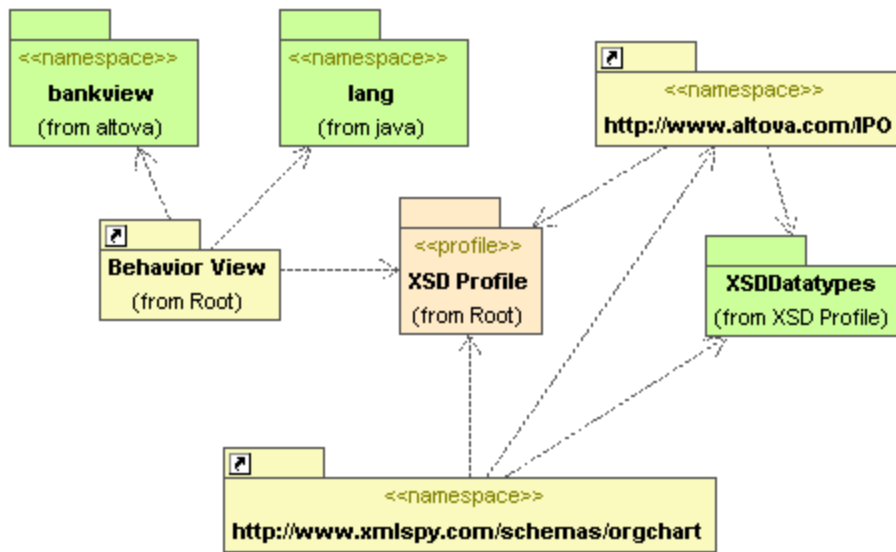 <<namespace>>
bankview
(from altova)
<<namespace>>
lang
(from java)
<<namespace>>
http://www.altova.com/IPO
Behavior View
(from Root)
<<profile>>
XSD Profile
(from Root)
XSDDatatypes
(from XSD Profile)
<<namespace>>
http://www.xmlspy.com/schemas/orgchart